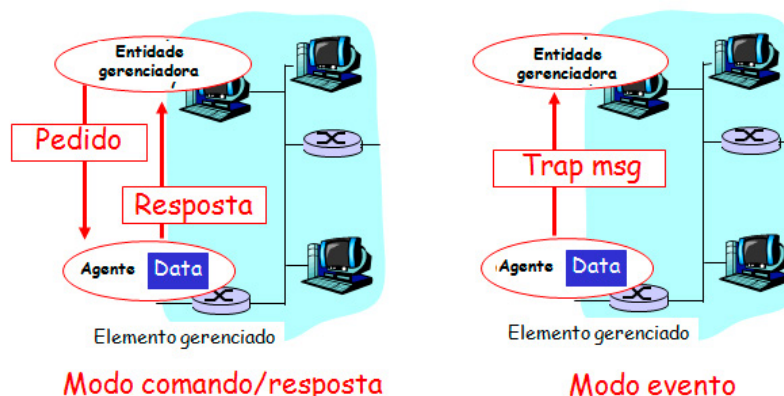 Entidade
gerenciadora
Pedido
Resposta
Agente
Data
Elemento gerenciado
Modo comando/resposta
Entidade
gerenciadora
Trap msg
Agente
Data
Elemento gerenciado
Modo evento